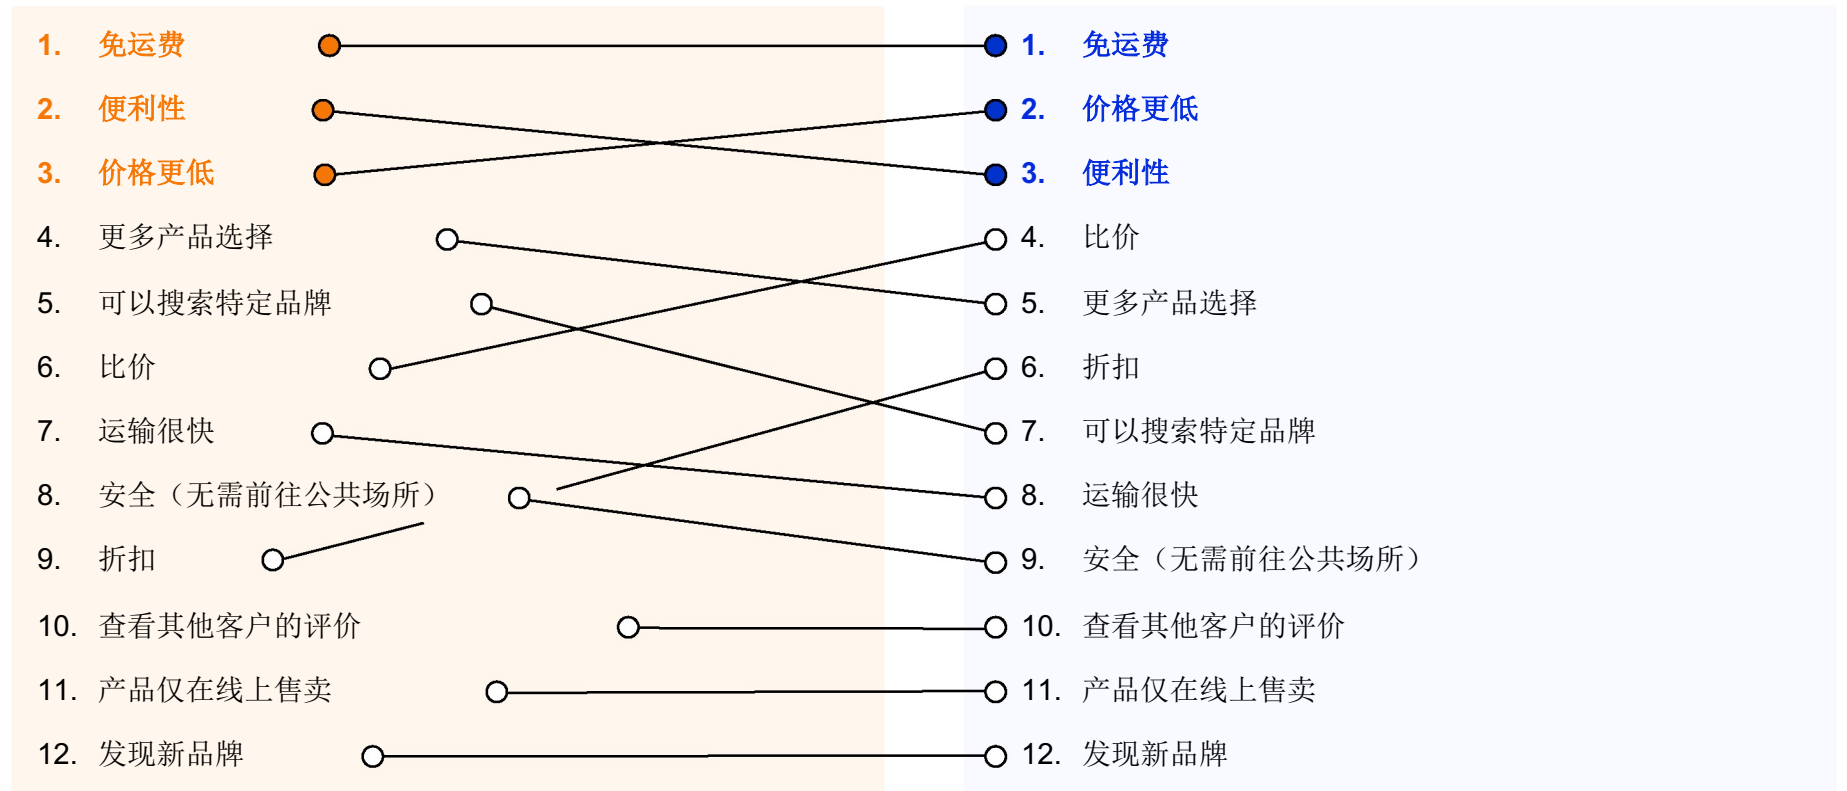 1. 免运费
2. 便利性
3. 价格更低
4. 更多产品选择
5. 可以搜索特定品牌
6. 比价
7. 运输很快
8. 安全（无需前往公共场所）
9. 折扣
10. 查看其他客户的评价
11. 产品仅在线上售卖
12. 发现新品牌
1. 免运费
2. 价格更低
3. 便利性
4. 比价
5. 更多产品选择
6. 折扣
7. 可以搜索特定品牌
8. 运输很快
9. 安全（无需前往公共场所）
10. 查看其他客户的评价
11. 产品仅在线上售卖
12. 发现新品牌